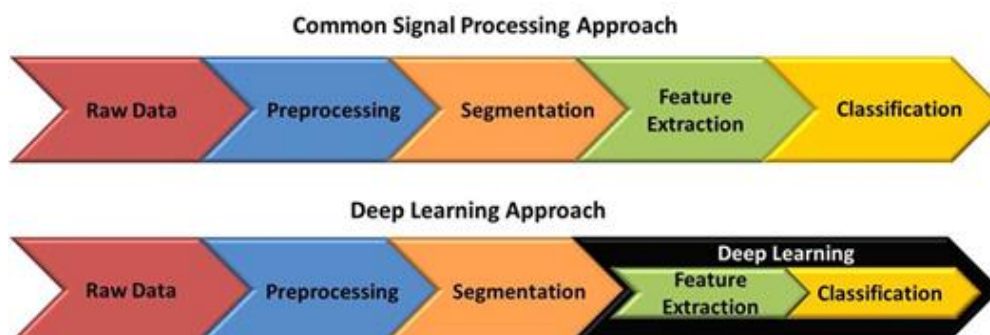 Common Signal Processing Approach
Raw Data
Preprocessing
Segmentation
Feature
Extraction
Classification
Deep Learning Approach
Raw Data
Preprocessing
Segmentation
Deep Learning
Feature
Extraction
Classification